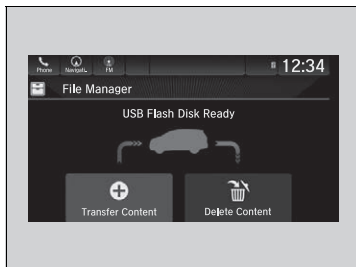 Phone Navigati.. FM 12:34
File Manager
USB Flash Disk Ready
Transfer Content Delete Content